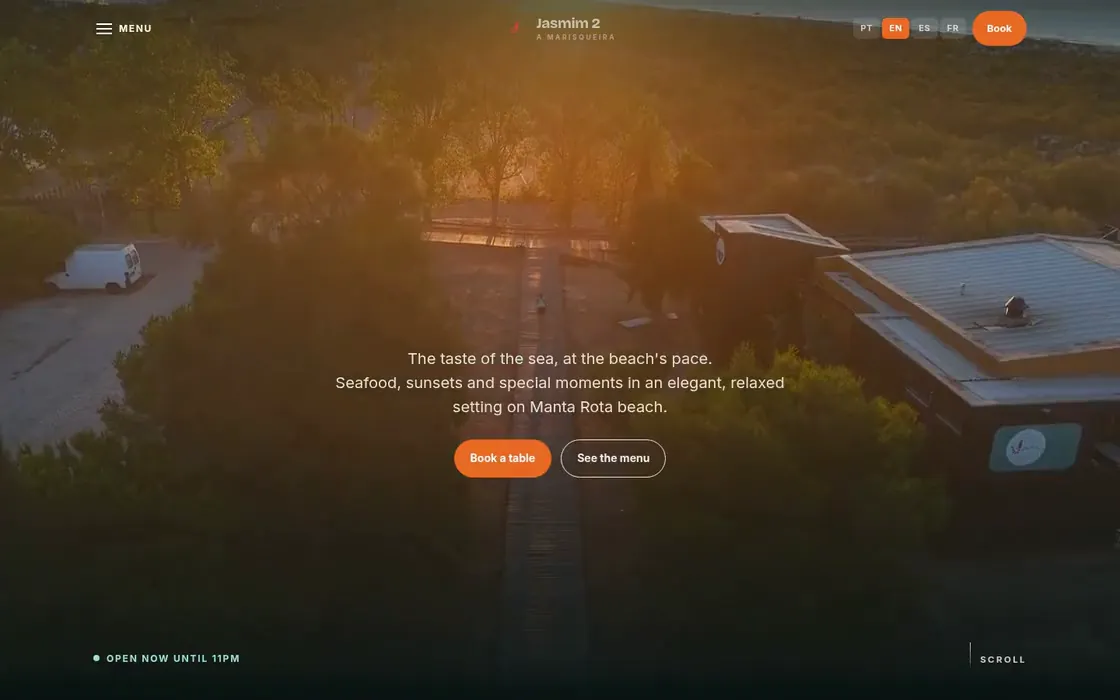 MENU
Jasmim 2
A MARISQUEIRA
PT
EN
ES
FR
Book
The taste of the sea, at the beach's pace.
Seafood, sunsets and special moments in an elegant, relaxed
setting on Manta Rota beach.
Book a table
See the menu
OPEN NOW UNTIL 11PM
SCROLL